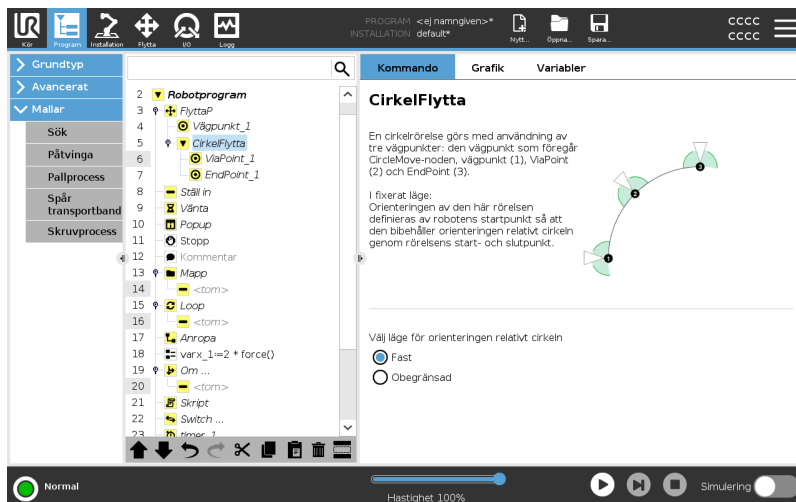 PROGRAM <ej namngiven>*
INSTALLATION default*
cccc
cccc
Kör
Program
Installation
Flytta
I/O
Logg
Nytt...
Öppna...
Spara...
Grundtyp
Avancerat
Mallar
Sök
Påtvinga
Pallprocess
Spår
transportband
Skruvprocess
2 Robotprogram
3 FlyttaP
4 Vägpunkt_1
5 CirkelFlytta
6 ViaPoint_1
7 EndPoint_1
8 Ställ in
9 Vänta
10 Popup
11 Stopp
12 Kommentar
13 Mapp
14 <tom>
15 Loop
16 <tom>
17 Anropa
18 varx_1:=2 * force()
19 Om ...
20 <tom>
21 Skript
22 Switch ...
23 timer_1
Kommando
Grafik
Variabler
CirkelFlytta
En cirkelrörelse görs med användning av
tre vägpunkter: den vägpunkt som föregår
CircleMove-noden, vägpunkt (1), ViaPoint
(2) och EndPoint (3).
I fixerat läge:
Orienteringen av den här rörelsen
definieras av robotens startpunkt så att
den bibehåller orienteringen relativt cirkeln
genom rörelsens start- och slutpunkt.
3
2
1
Välj läge för orienteringen relativt cirkeln
Fast
Obegränsad
Normal
Hastighet 100%
Simulering